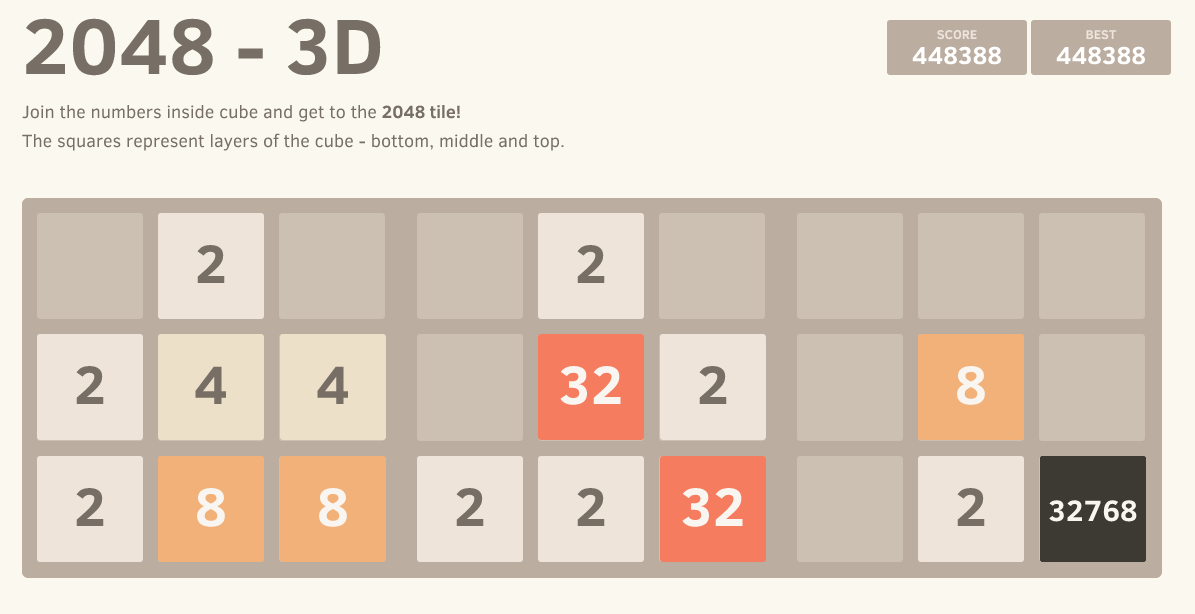 2048 - 3D
SCORE BEST
448388 448388
Join the numbers inside cube and get to the 2048 tile!
The squares represent layers of the cube - bottom, middle and top.
2 2
2 4 4 32 2 8
2 8 8 2 2 32 2 32768